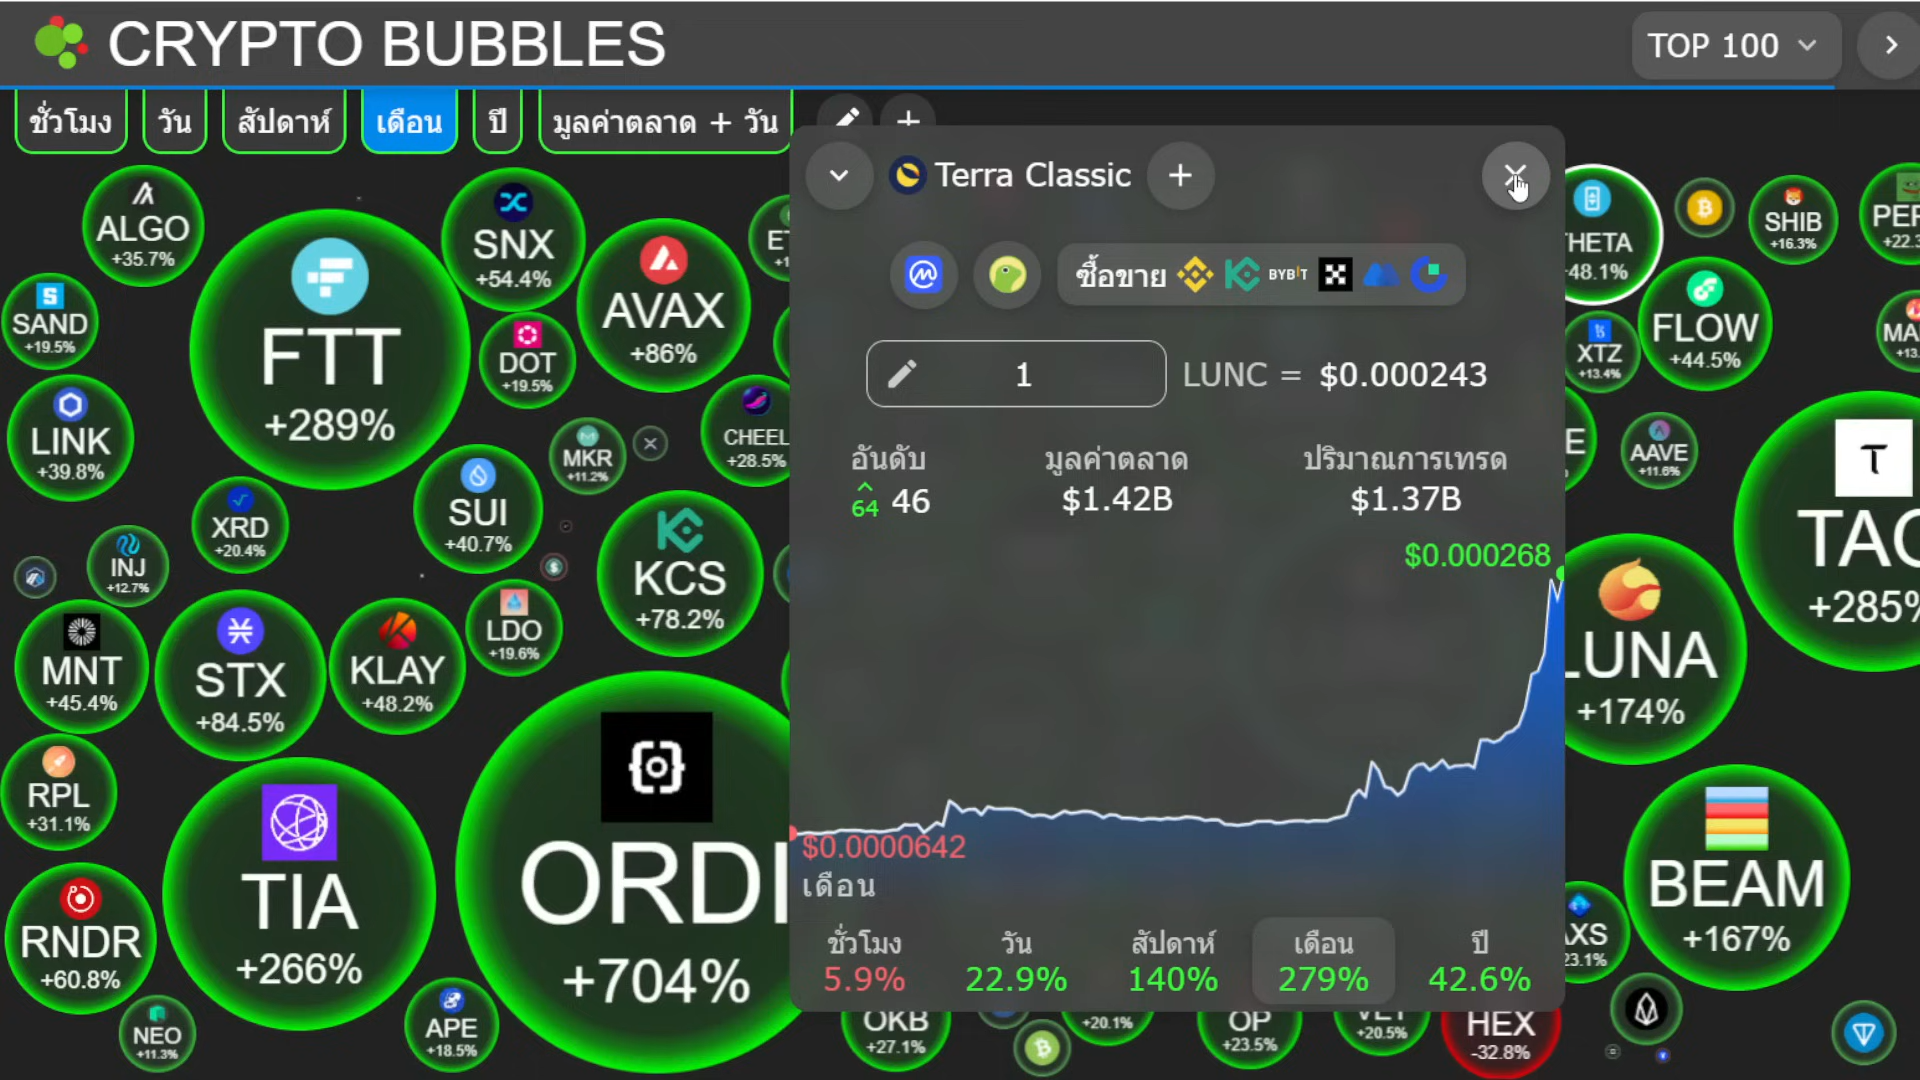 CRYPTO BUBBLES
TOP 100
ชั่วโมง
วัน
สัปดาห์
เดือน
ปี
มูลค่าตลาด + วัน
Terra Classic
ซื้อขาย
BYBIT
1
LUNC = $0.000243
อันดับ
64 46
มูลค่าตลาด
$1.42B
ปริมาณการเทรด
$1.37B
$0.000268
$0.0000642
เดือน
ชั่วโมง
5.9%
วัน
22.9%
สัปดาห์
140%
เดือน
279%
ปี
42.6%
ALGO
+35.7%
SNX
+54.4%
FTT
+289%
AVAX
+86%
SAND
+19.5%
DOT
+19.5%
LINK
+39.8%
MKR
+11.2%
CHEEL
+28.5%
SUI
+40.7%
XRD
+20.4%
INJ
+12.7%
KCS
+78.2%
LDO
+19.6%
MNT
+45.4%
STX
+84.5%
KLAY
+48.2%
RPL
+31.1%
TIA
+266%
ORDI
+704%
RNDR
+60.8%
NEO
+11.3%
APE
+18.5%
THETA
+48.1%
SHIB
+16.3%
FLOW
+44.5%
XTZ
+13.4%
AAVE
+11.6%
TAO
+285%
LUNA
+174%
BEAM
+167%
AXS
23.1%
OKB
+27.1%
+20.1%
OP
+23.5%
VET
+20.5%
HEX
-32.8%